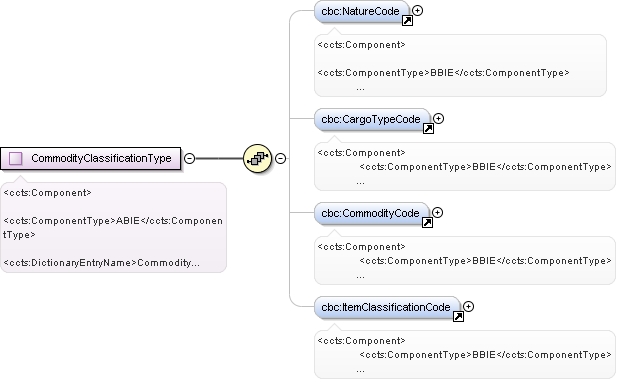 cbc:NatureCode
<ccts:Component>
<ccts:ComponentType>BBIE</ccts:ComponentType>
...
cbc:CargoTypeCode
<ccts:Component>
<ccts:ComponentType>BBIE</ccts:ComponentType>
...
CommodityClassificationType
<ccts:Component>
<ccts:ComponentType>ABIE</ccts:Componen
tType>
<ccts:DictionaryEntryName>Commodity...
cbc:CommodityCode
<ccts:Component>
<ccts:ComponentType>BBIE</ccts:ComponentType>
...
cbc:ItemClassificationCode
<ccts:Component>
<ccts:ComponentType>BBIE</ccts:ComponentType>
...